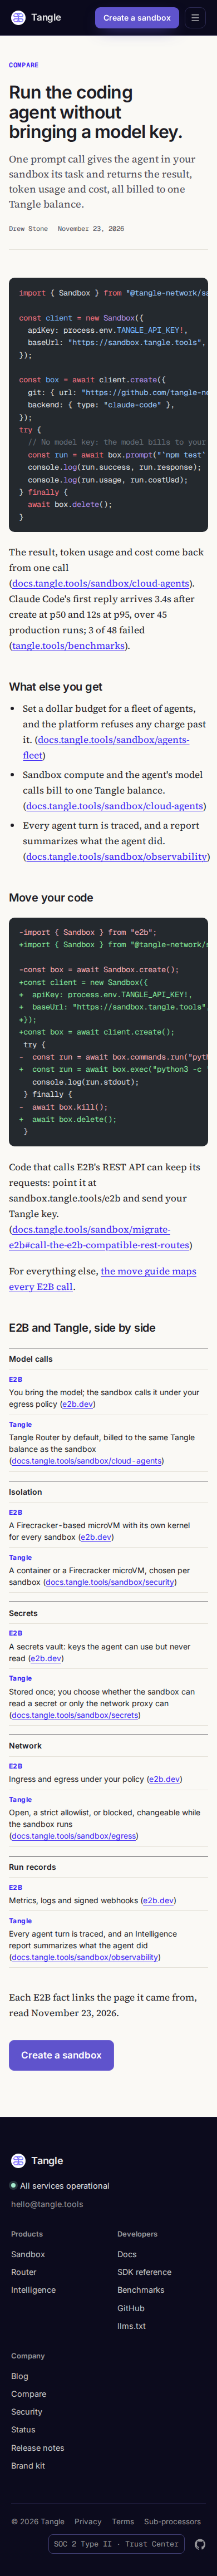 Tangle
Create a sandbox
COMPARE
Run the coding
agent without
bringing a model key.
One prompt call gives the agent in your
sandbox its task and returns the result,
token usage and cost, all billed to one
Tangle balance.
Drew Stone November 23, 2026
import { Sandbox } from "@tangle-network/sa
const client = new Sandbox({
apiKey: process.env.TANGLE_API_KEY!,
baseUrl: "https://sandbox.tangle.tools",
});
const box = await client.create({
git: { url: "https://github.com/tangle-ne
backend: { type: "claude-code" },
});
try {
// No model key: the model bills to your
const run = await box.prompt("`npm test`
console.log(run.success, run.response);
console.log(run.usage, run.costUsd);
} finally {
await box.delete();
}
The result, token usage and cost come back
from one call
(docs.tangle.tools/sandbox/cloud-agents).
Claude Code's first reply arrives 3.4s after
create at p50 and 12s at p95, over 45
production runs; 3 of 48 failed
(tangle.tools/benchmarks).
What else you get
• Set a dollar budget for a fleet of agents,
and the platform refuses any charge past
it. (docs.tangle.tools/sandbox/agents-
fleet)
• Sandbox compute and the agent's model
calls bill to one Tangle balance.
(docs.tangle.tools/sandbox/cloud-agents)
• Every agent turn is traced, and a report
summarizes what the agent did.
(docs.tangle.tools/sandbox/observability)
Move your code
-import { Sandbox } from "e2b";
+import { Sandbox } from "@tangle-network/s
-const box = await Sandbox.create();
+const client = new Sandbox({
+ apiKey: process.env.TANGLE_API_KEY!,
+ baseUrl: "https://sandbox.tangle.tools",
+});
+const box = await client.create();
try {
- const run = await box.commands.run("pyth
+ const run = await box.exec("python3 -c '
console.log(run.stdout);
} finally {
- await box.kill();
+ await box.delete();
}
Code that calls E2B's REST API can keep its
requests: point it at
sandbox.tangle.tools/e2b and send your
Tangle key.
(docs.tangle.tools/sandbox/migrate-
e2b#call-the-e2b-compatible-rest-routes)
For everything else, the move guide maps
every E2B call.
E2B and Tangle, side by side
Model calls
E2B
You bring the model; the sandbox calls it under your
egress policy (e2b.dev)
Tangle
Tangle Router by default, billed to the same Tangle
balance as the sandbox
(docs.tangle.tools/sandbox/cloud-agents)
Isolation
E2B
A Firecracker-based microVM with its own kernel
for every sandbox (e2b.dev)
Tangle
A container or a Firecracker microVM, chosen per
sandbox (docs.tangle.tools/sandbox/security)
Secrets
E2B
A secrets vault: keys the agent can use but never
read (e2b.dev)
Tangle
Stored once; you choose whether the sandbox can
read a secret or only the network proxy can
(docs.tangle.tools/sandbox/secrets)
Network
E2B
Ingress and egress under your policy (e2b.dev)
Tangle
Open, a strict allowlist, or blocked, changeable while
the sandbox runs
(docs.tangle.tools/sandbox/egress)
Run records
E2B
Metrics, logs and signed webhooks (e2b.dev)
Tangle
Every agent turn is traced, and an Intelligence
report summarizes what the agent did
(docs.tangle.tools/sandbox/observability)
Each E2B fact links the page it came from,
read November 23, 2026.
Create a sandbox
Tangle
All services operational
hello@tangle.tools
Products
Sandbox
Router
Intelligence
Developers
Docs
SDK reference
Benchmarks
GitHub
llms.txt
Company
Blog
Compare
Security
Status
Release notes
Brand kit
© 2026 Tangle Privacy Terms Sub-processors
SOC 2 Type II · Trust Center